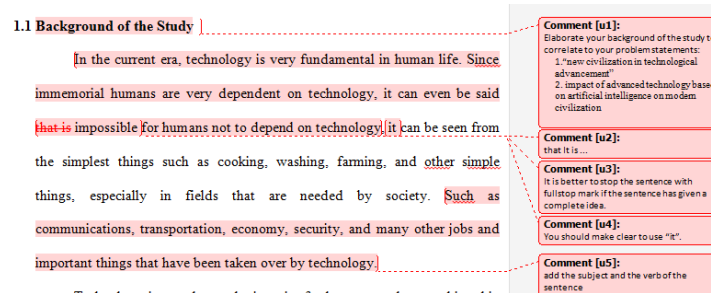 1.1 Background of the Study
In the current era, technology is very fundamental in human life. Since
immemorial humans are very dependent on technology, it can even be said
that is impossible for humans not to depend on technology, it can be seen from
the simplest things such as cooking, washing, farming, and other simple
things, especially in fields that are needed by society. Such as
communications, transportation, economy, security, and many other jobs and
important things that have been taken over by technology.
Comment [u1]:
Elaborate your background of the study t
correlate to your problem statements:
1."new civilization in technological
advancement"
2. impact of advanced technology base
on artificial intelligence on modern
civilization
Comment [u2]:
that It is ...
Comment [u3]:
It is better to stop the sentence with
fullstop mark if the sentence has given a
complete idea.
Comment [u4]:
You should make clear to use "it".
Comment [u5]:
add the subject and the verb of the
sentence